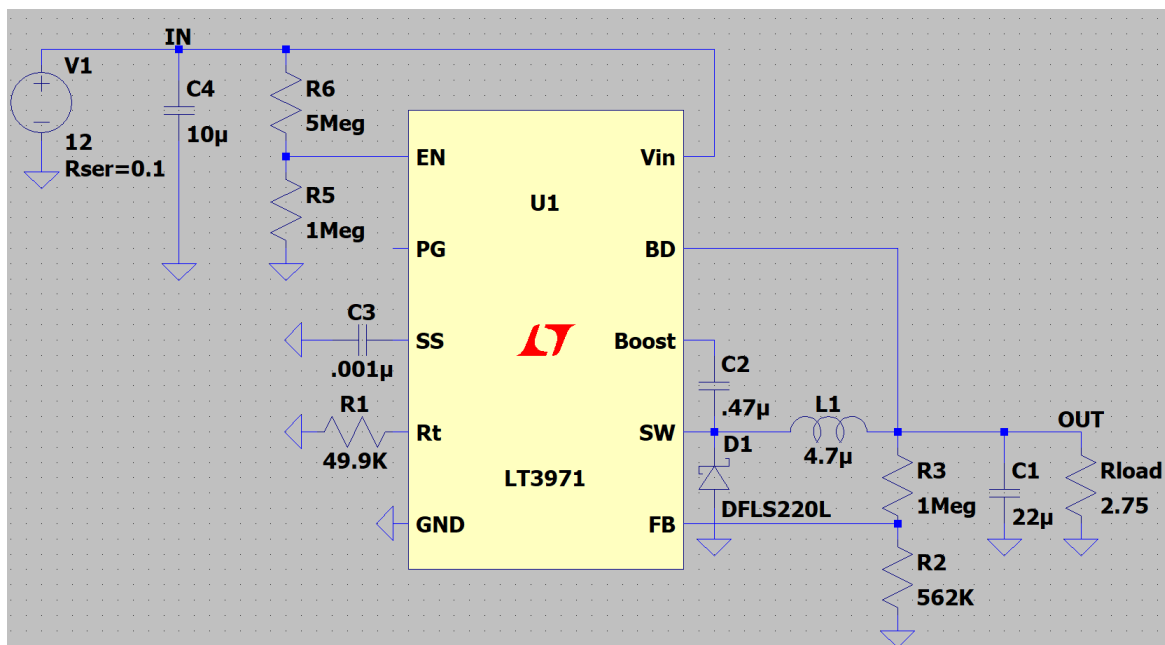 IN
V1
12
Rser=0.1
C4
10µ
R6
5Meg
R5
1Meg
EN
Vin
U1
PG
BD
C3
.001µ
SS
Boost
C2
.47µ
R1
49.9K
Rt
SW
L1
4.7µ
OUT
D1
DFLS220L
LT3971
GND
FB
R3
1Meg
C1
22µ
Rload
2.75
R2
562K